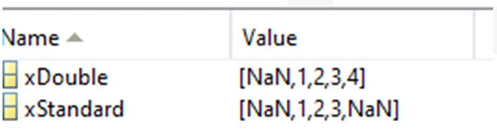 Name Value
xDouble [NaN,1,2,3,4]
xStandard [NaN,1,2,3,NaN]